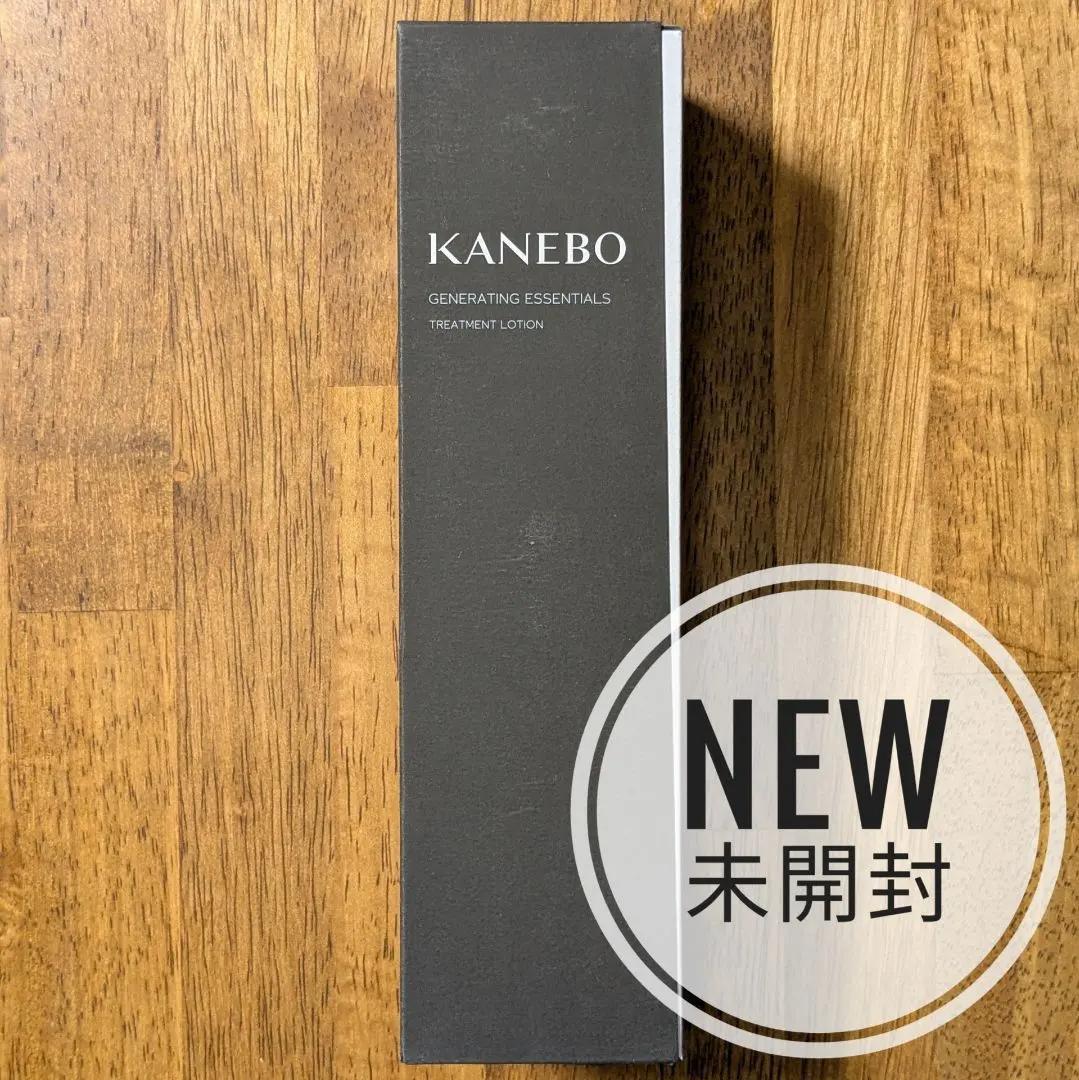 KANEBO
GENERATING ESSENTIALS
TREATMENT LOTION
NEW
未開封